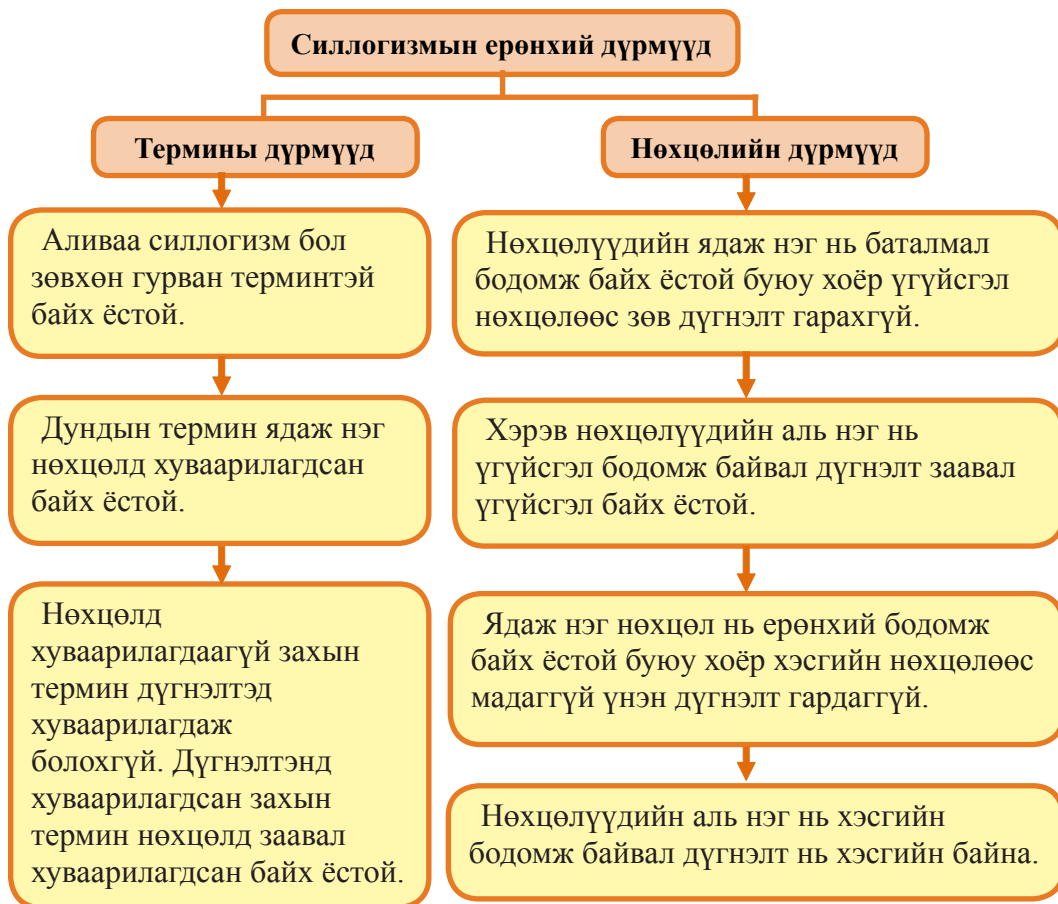 Силлогизмын ерөнхий дүрмүүд
Термины дүрмүүд
Аливаа силлогизм бол
зөвхөн гурван терминтэй
байх ёстой.
Дундын термин ядаж нэг
нөхцөлд хуваарилагдсан
байх ёстой.
Нөхцөлд
хуваарилагдаагүй захын
термин дүгнэлтэд
хуваарилагдаж
болохгүй. Дүгнэлтэнд
хуваарилагдсан захын
термин нөхцөлд заавал
хуваарилагдсан байх ёстой.
Нөхцөлийн дүрмүүд
Нөхцөлүүдийн ядаж нэг нь баталмал
бодомж байх ёстой буюу хоёр үгүйсгэл
нөхцөлөөс зөв дүгнэлт гарахгүй.
Хэрэв нөхцөлүүдийн аль нэг нь
үгүйсгэл бодомж байвал дүгнэлт заавал
үгүйсгэл байх ёстой.
Ядаж нэг нөхцөл нь ерөнхий бодомж
байх ёстой буюу хоёр хэсгийн нөхцөлөөс
мадаггүй үнэн дүгнэлт гардаггүй.
Нөхцөлүүдийн аль нэг нь хэсгийн
бодомж байвал дүгнэлт нь хэсгийн байна.